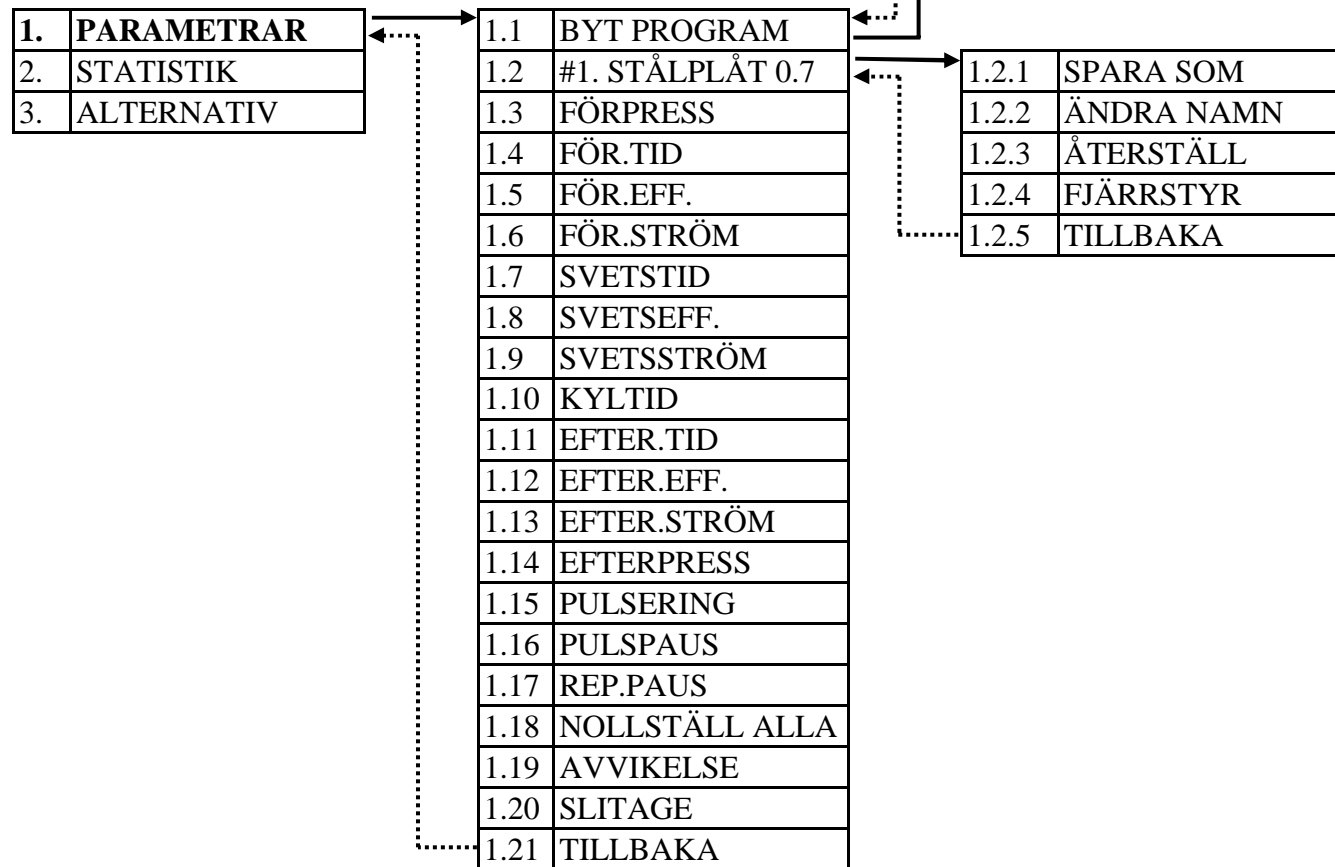 1. PARAMETRAR
2. STATISTIK
3. ALTERNATIV
1.1 BYT PROGRAM
1.2 #1. STÅLPLÅT 0.7
1.3 FÖRPRESS
1.4 FÖR.TID
1.5 FÖR.EFF.
1.6 FÖR.STRÖM
1.7 SVETSTID
1.8 SVETSEFF.
1.9 SVETSSTRÖM
1.10 KYLTID
1.11 EFTER.TID
1.12 EFTER.EFF.
1.13 EFTER.STRÖM
1.14 EFTERPRESS
1.15 PULSERING
1.16 PULSPAUS
1.17 REP.PAUS
1.18 NOLLSTÄLL ALLA
1.19 AVVIKELSE
1.20 SLITAGE
1.21 TILLBAKA
1.2.1 SPARA SOM
1.2.2 ÄNDRA NAMN
1.2.3 ÅTERSTÄLL
1.2.4 FJÄRRSTYR
1.2.5 TILLBAKA